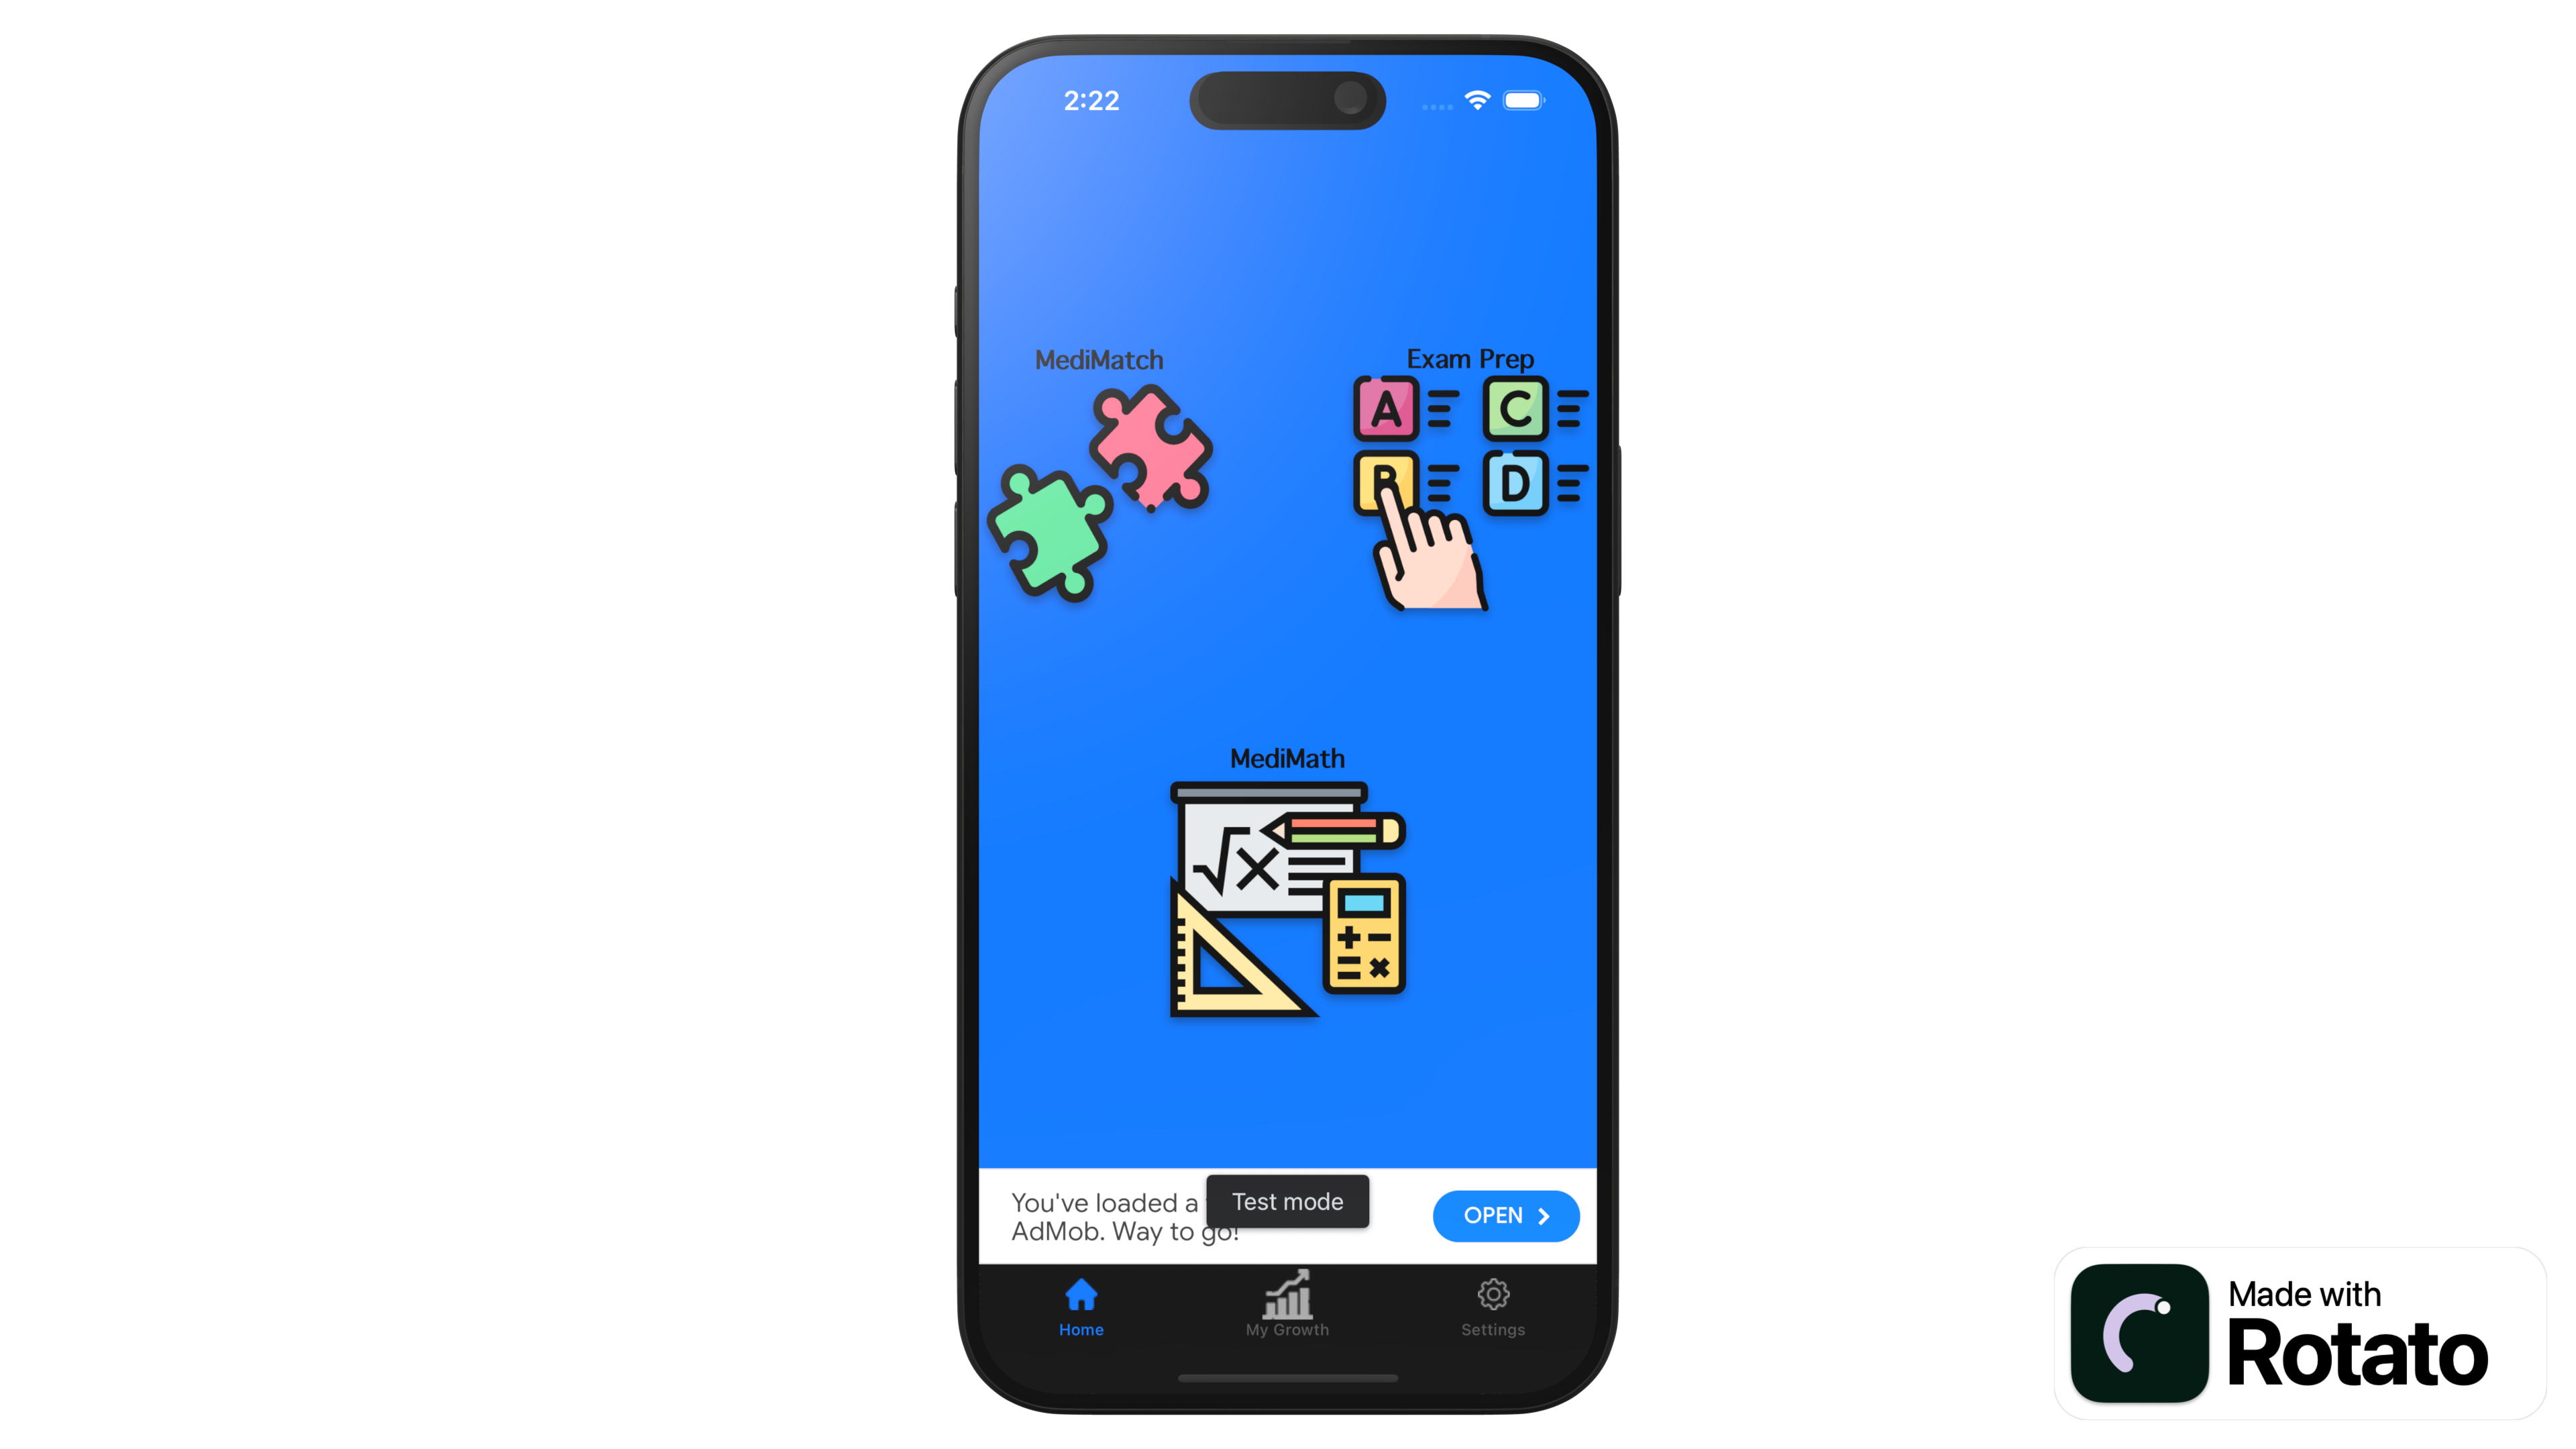 2:22
MediMatch
Exam Prep
A
C
B
D
MediMath
√x
You've loaded a
AdMob. Way to go!
Test mode
OPEN
Home
My Growth
Settings
Made with
Rotato